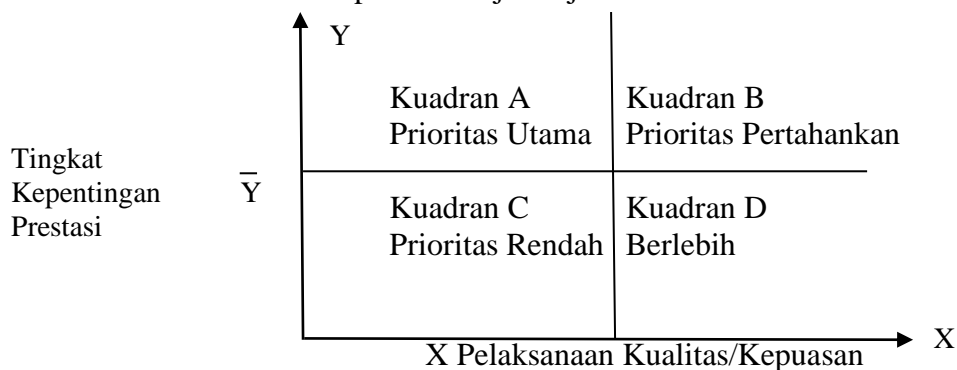 Y
Kuadran A
Prioritas Utama
Kuadran B
Prioritas Pertahankan
Tingkat
Kepentingan
Prestasi
Y
Kuadran C
Prioritas Rendah
Kuadran D
Berlebih
X
X Pelaksanaan Kualitas/Kepuasan